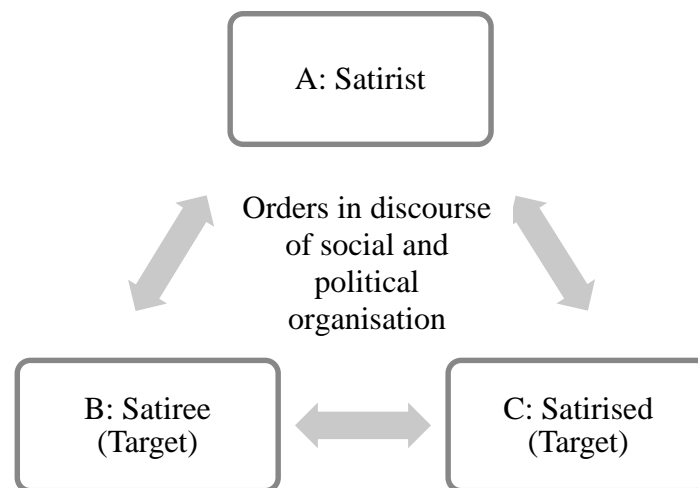 A: Satirist
Orders in discourse
of social and
political
organisation
B: Satiree
(Target)
C: Satirised
(Target)